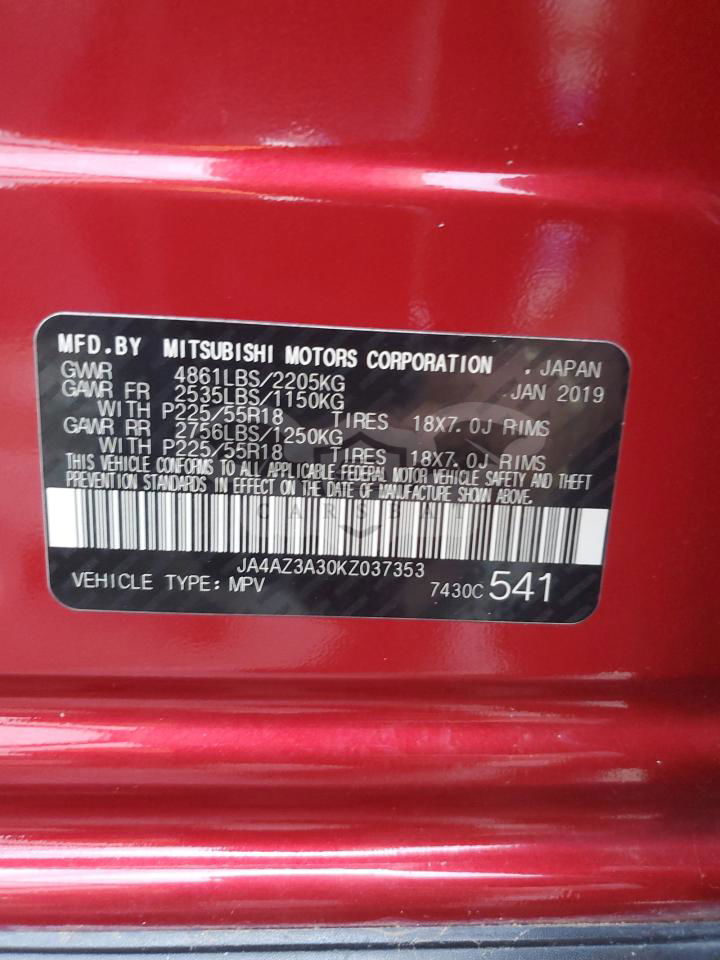 MFD.BY MITSUBISHI MOTORS CORPORATION . JAPAN
GVWR 4861LBS/2205KG JAN 2019
GAWR FR 2535LBS/1150KG
WITH P225/55R18 TIRES 18X7.0J RIMS
GAWR RR 2756LBS/1250KG
WITH P225/55R18 TIRES 18X7.0J RIMS
THIS VEHICLE CONFORMS TO ALL APPLICABLE FEDERAL MOTOR VEHICLE SAFETY AND THEFT
PREVENTION STANDARDS IN EFFECT ON THE DATE OF MANUFACTURE SHOWN ABOVE.
JA4AZ3A30KZ037353
VEHICLE TYPE: MPV 7430C 541